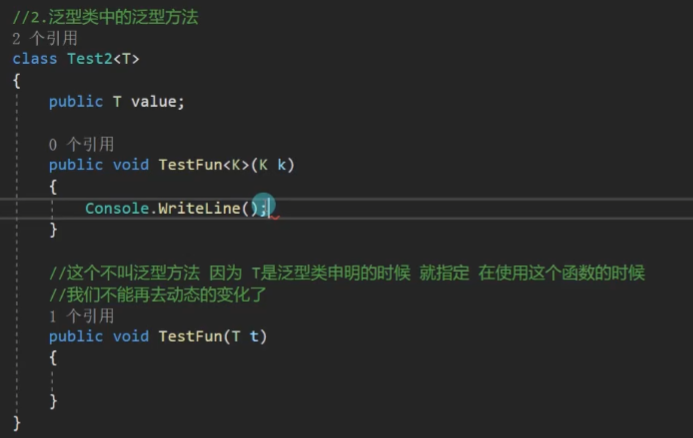 //2.泛型类中的泛型方法
2 个引用
class Test2<T>
{
public T value;
0 个引用
public void TestFun<K>(K k)
{
Console.WriteLine();
}
//这个不叫泛型方法 因为 T是泛型类申明的时候 就指定 在使用这个函数的时候
//我们不能再去动态的变化了
1 个引用
public void TestFun(T t)
{
}
}